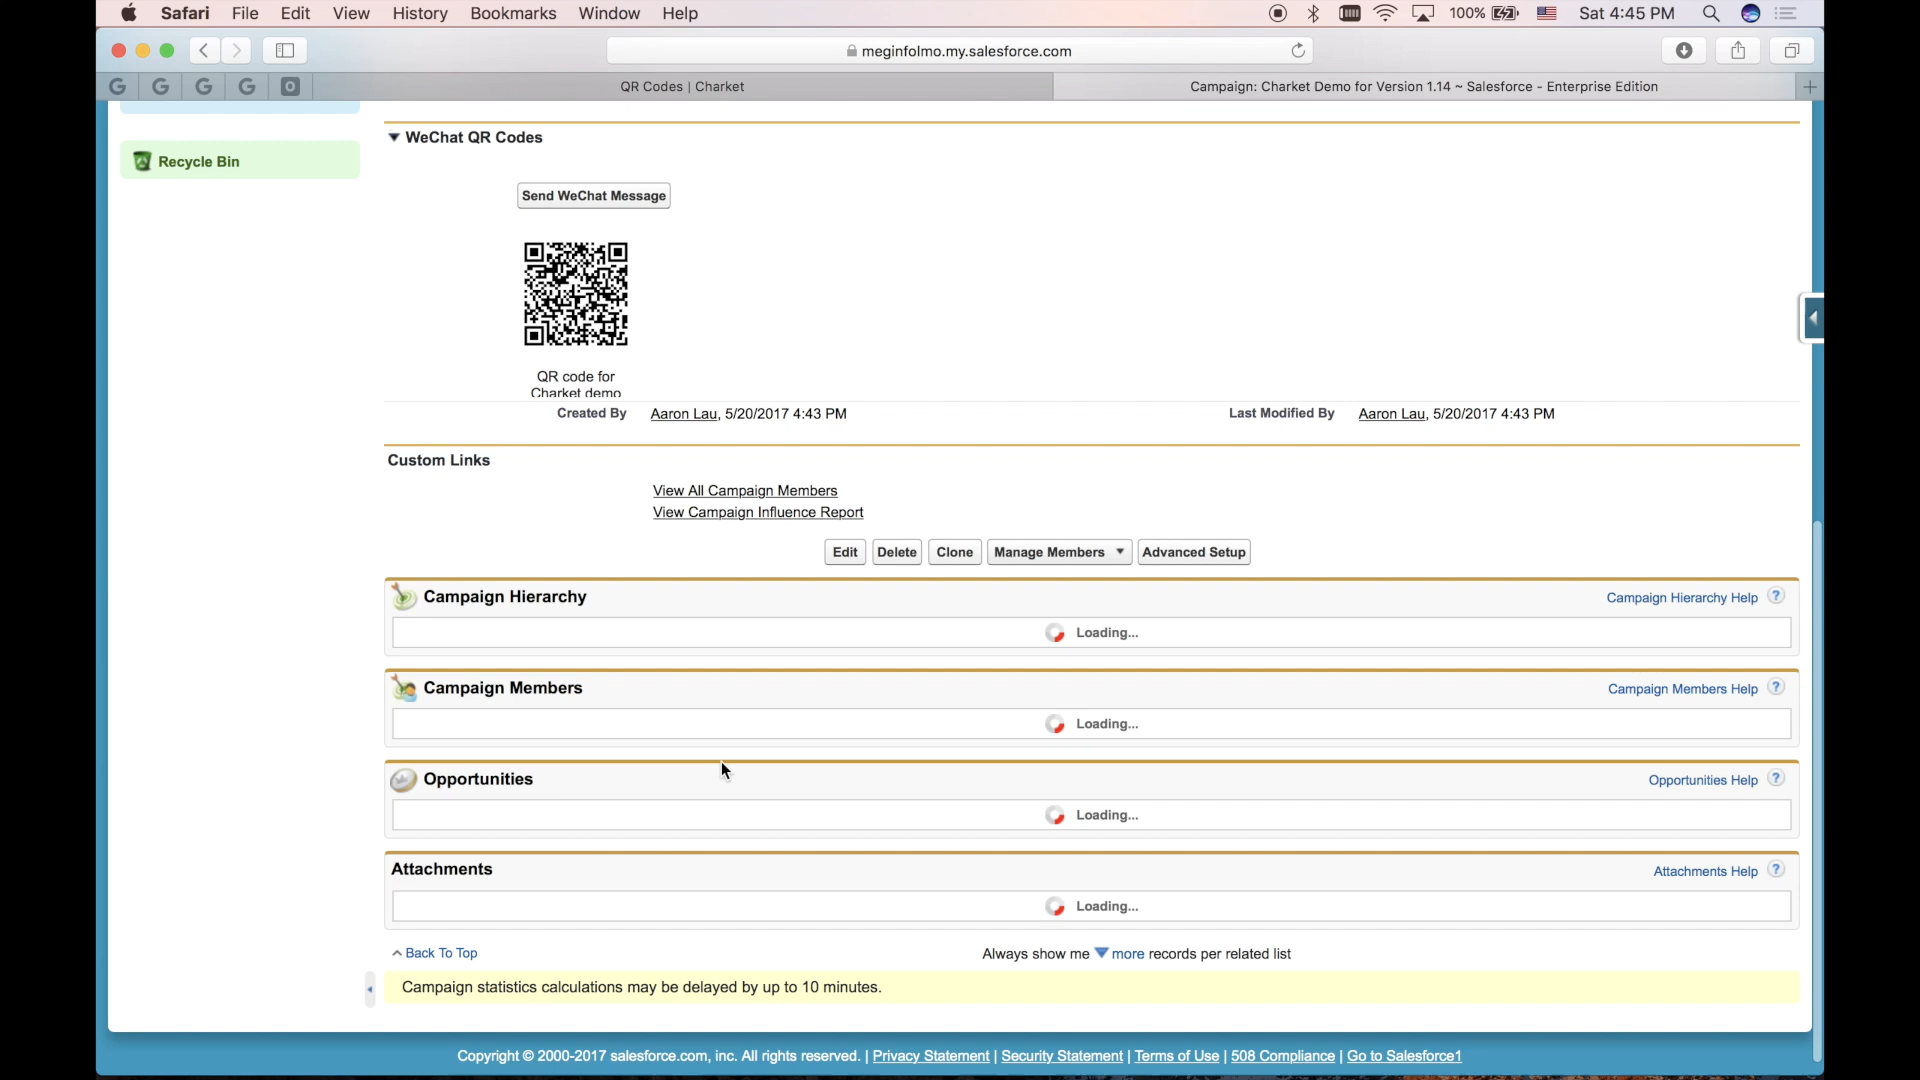 Safari File Edit View History Bookmarks Window Help 100% Sat 4:45 PM
meginfolmo.my.salesforce.com
QR Codes | Charket
Campaign: Charket Demo for Version 1.14 ~ Salesforce - Enterprise Edition
Recycle Bin
WeChat QR Codes
Send WeChat Message
QR code for
Charket demo
Created By Aaron Lau, 5/20/2017 4:43 PM
Last Modified By Aaron Lau, 5/20/2017 4:43 PM
Custom Links
View All Campaign Members
View Campaign Influence Report
Edit Delete Clone Manage Members Advanced Setup
Campaign Hierarchy
Campaign Hierarchy Help ?
Loading...
Campaign Members
Campaign Members Help ?
Loading...
Opportunities
Opportunities Help ?
Loading...
Attachments
Attachments Help ?
Loading...
Back To Top
Always show me more records per related list
Campaign statistics calculations may be delayed by up to 10 minutes.
Copyright © 2000-2017 salesforce.com, inc. All rights reserved. | Privacy Statement | Security Statement | Terms of Use | 508 Compliance | Go to Salesforce1